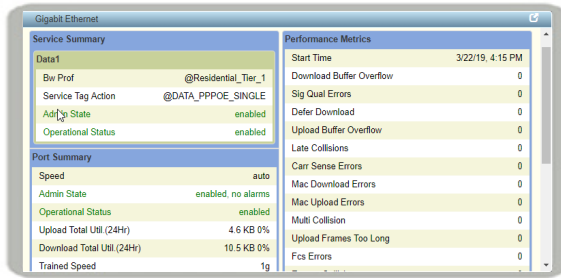 Gigabit Ethernet
Service Summary
Data1
Bw Prof @Residential_Tier_1
Service Tag Action @DATA_PPPOE_SINGLE
Admin State enabled
Operational Status enabled
Port Summary
Speed auto
Admin State enabled, no alarms
Operational Status enabled
Upload Total Util.(24Hr) 4.6 KB 0%
Download Total Util.(24Hr) 10.5 KB 0%
Trained Speed 1g
Performance Metrics
Start Time 3/22/19, 4:15 PM
Download Buffer Overflow 0
Sig Qual Errors 0
Defer Download 0
Upload Buffer Overflow 0
Late Collisions 0
Carr Sense Errors 0
Mac Download Errors 0
Mac Upload Errors 0
Multi Collision 0
Upload Frames Too Long 0
Fcs Errors 0